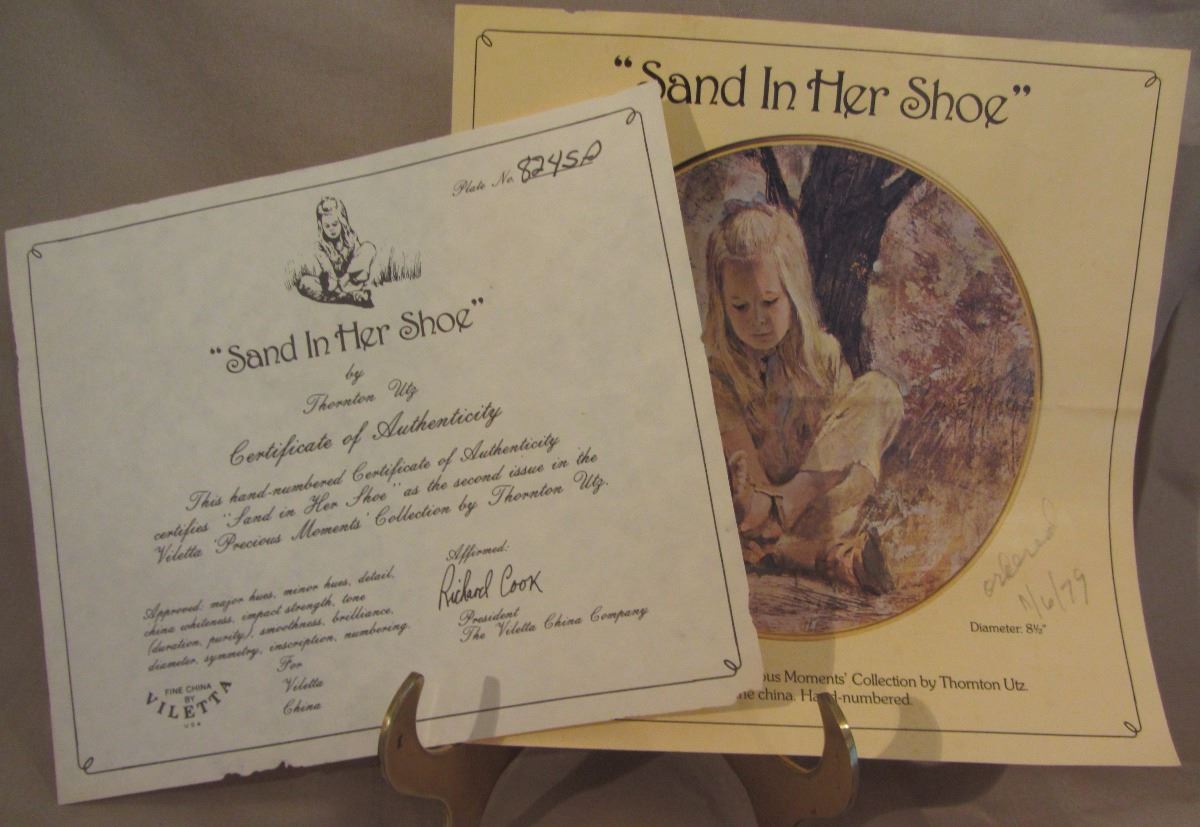 Plate No. 8245P
"Sand In Her Shoe"
by
Thornton Utz
Certificate of Authenticity
This hand-numbered Certificate of Authenticity
certifies "Sand in Her Shoe" as the second issue in the
Viletta 'Precious Moments' Collection by Thornton Utz.
Approved: major hues, minor hues, detail,
china whiteness, impact strength, tone
(duration, purity), smoothness, brilliance,
diameter, symmetry, inscription, numbering.
For
Viletta
China
Affirmed:
Richard Cook
President
The Viletta China Company
FINE CHINA
BY
VILETTA
USA
"Sand In Her Shoe"
ordered
7/6/79
Diameter: 8½"
ous Moments' Collection by Thornton Utz.
ne china. Hand-numbered.